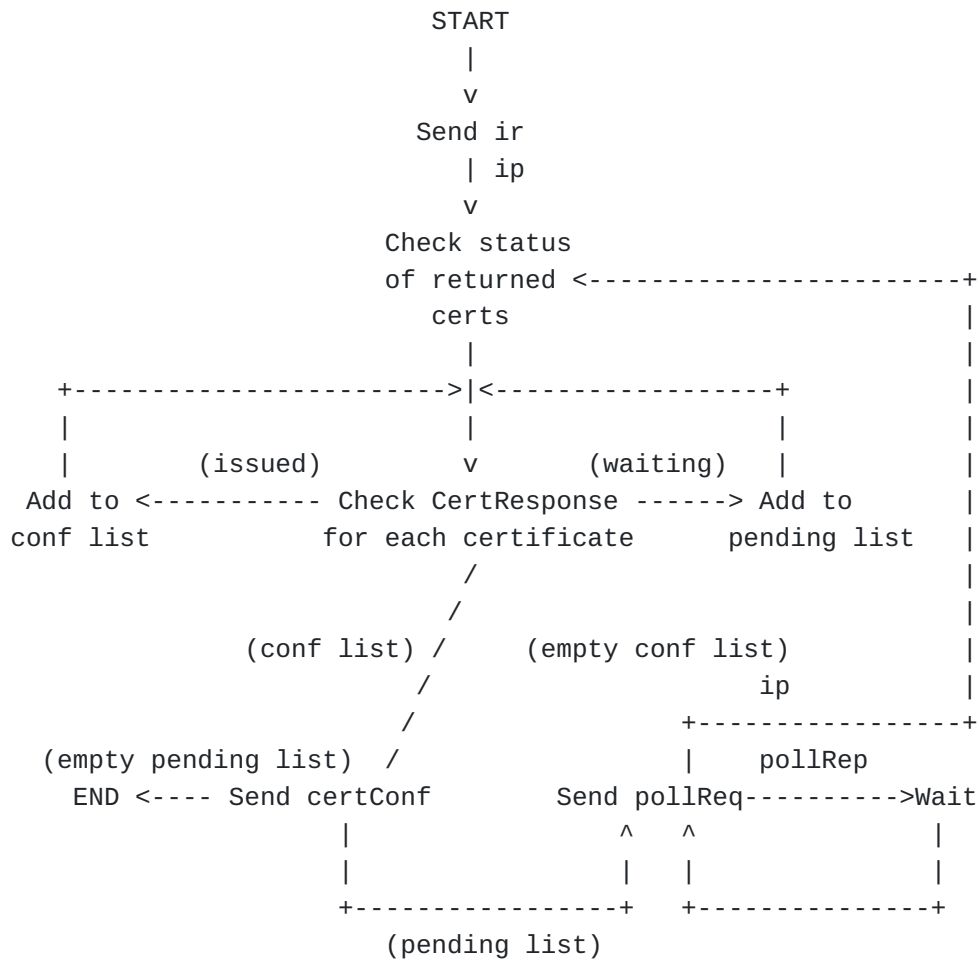 START
|
v
Send ir
| ip
v
Check status
of returned <------------------------+
certs |
| |
+------------------------->|<------------------+ |
| | | |
| (issued) v (waiting) | |
Add to <----------- Check CertResponse ------> Add to |
conf list for each certificate pending list |
/ |
/ |
(conf list) / (empty conf list) |
/ ip |
/ +-----------------+
(empty pending list) / | pollRep
END <---- Send certConf Send pollReq---------->Wait
| ^ ^ |
| | | |
+-----------------+ +---------------+
(pending list)